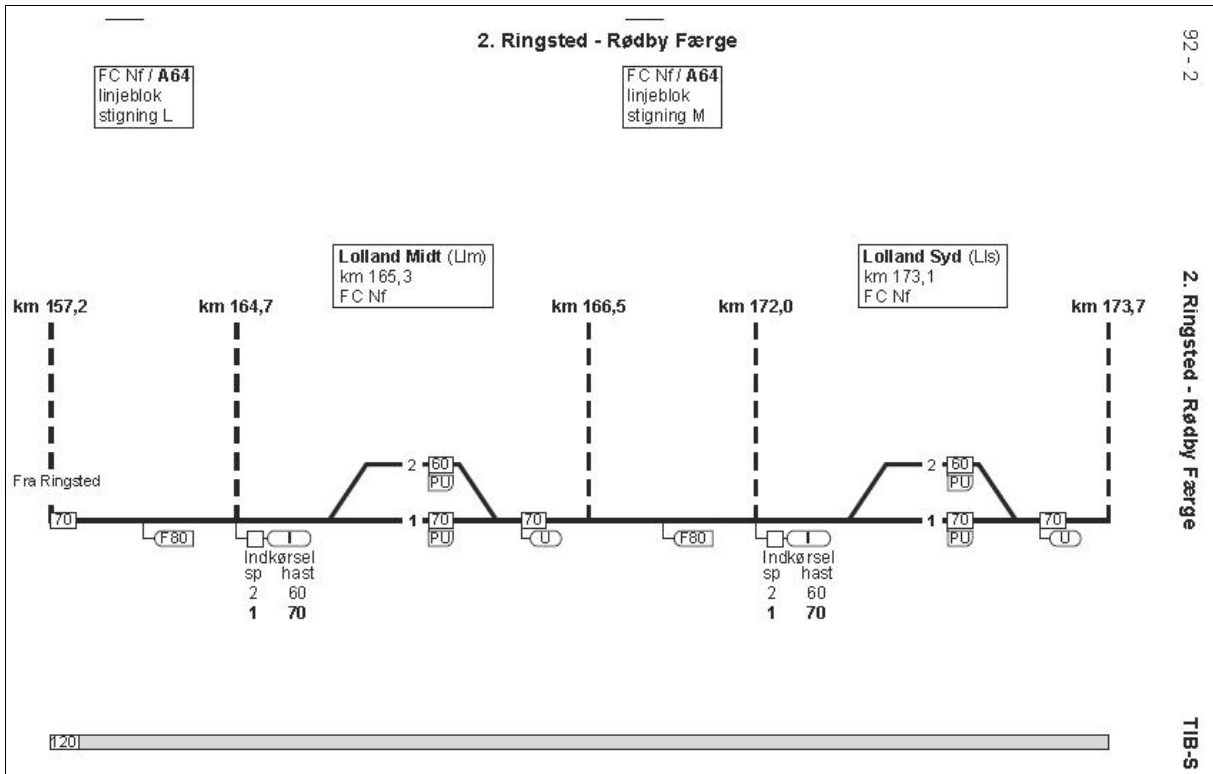 2. Ringsted - Rødby Færge
92 - 2
FC Nf / A64
linjeblok
stigning L
FC Nf / A64
linjeblok
stigning M
Lolland Midt (Llm)
km 165,3
FC Nf
Lolland Syd (Lls)
km 173,1
FC Nf
km 157,2
km 164,7
km 166,5
km 172,0
km 173,7
2. Ringsted - Rødby Færge
Fra Ringsted
2 60
PU
2 60
PU
70
1 70
70
1 70
70
F80
I
PU
U
F80
I
PU
U
Indkørsel
sp hast
2 60
1 70
Indkørsel
sp hast
2 60
1 70
120
TIB-S